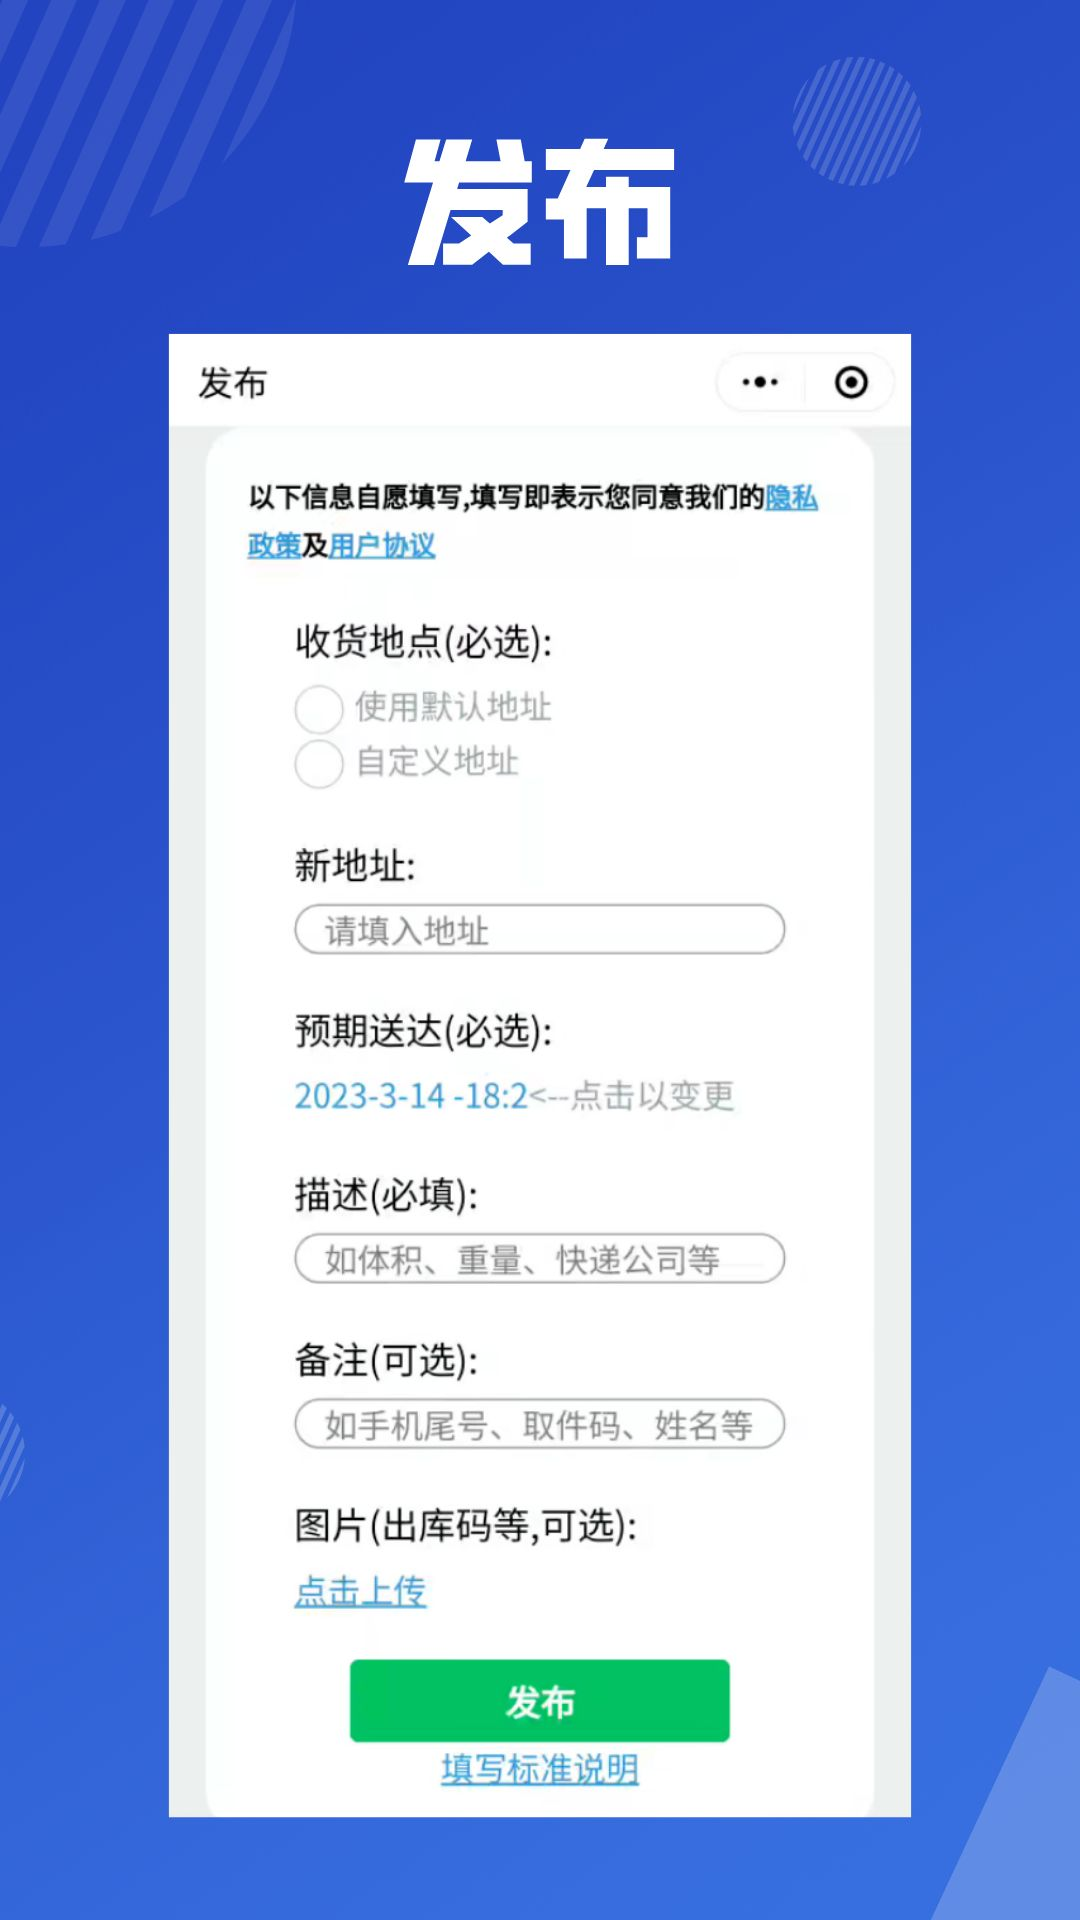 发布
发布
以下信息自愿填写,填写即表示您同意我们的隐私
政策及用户协议
收货地点(必选):
使用默认地址
自定义地址
新地址:
请填入地址
预期送达(必选):
2023-3-14 -18:2<--点击以变更
描述(必填):
如体积、重量、快递公司等
备注(可选):
如手机尾号、取件码、姓名等
图片(出库码等,可选):
点击上传
发布
填写标准说明